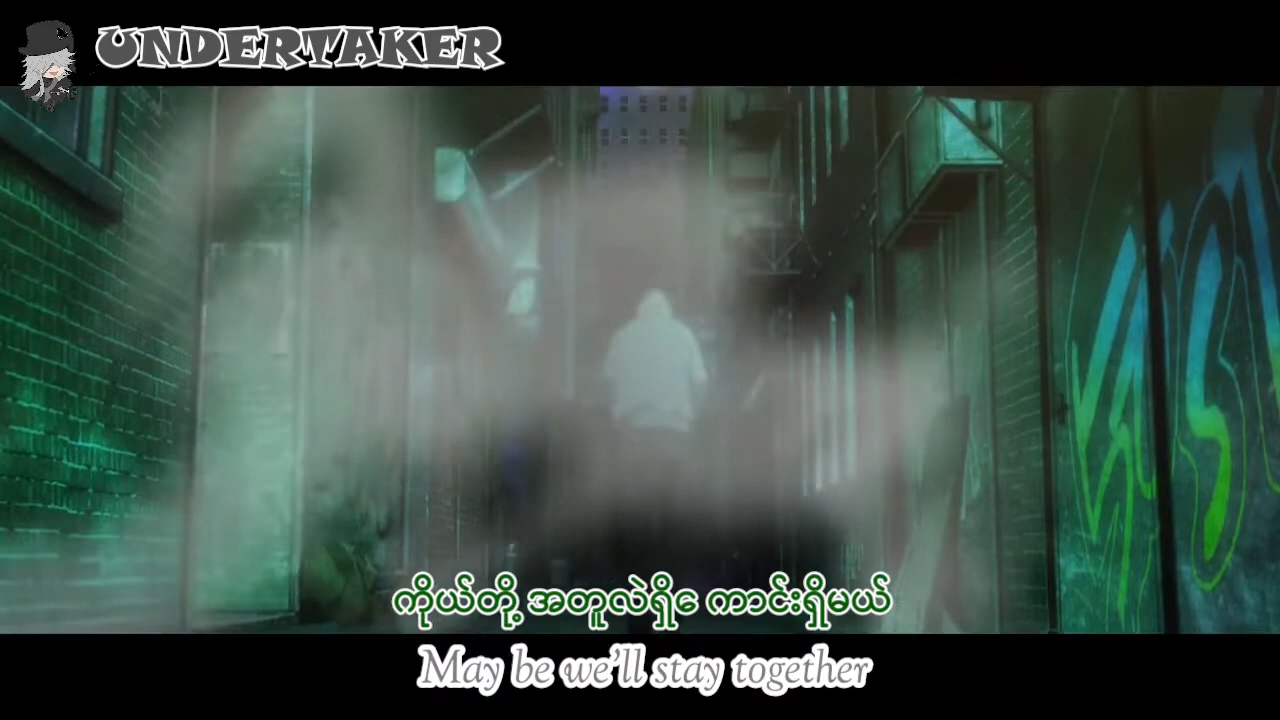 UNDERTAKER
ကိုယ်တို့ အတူလဲရှိေ ကာင်းရှိမယ်
May be we'll stay together